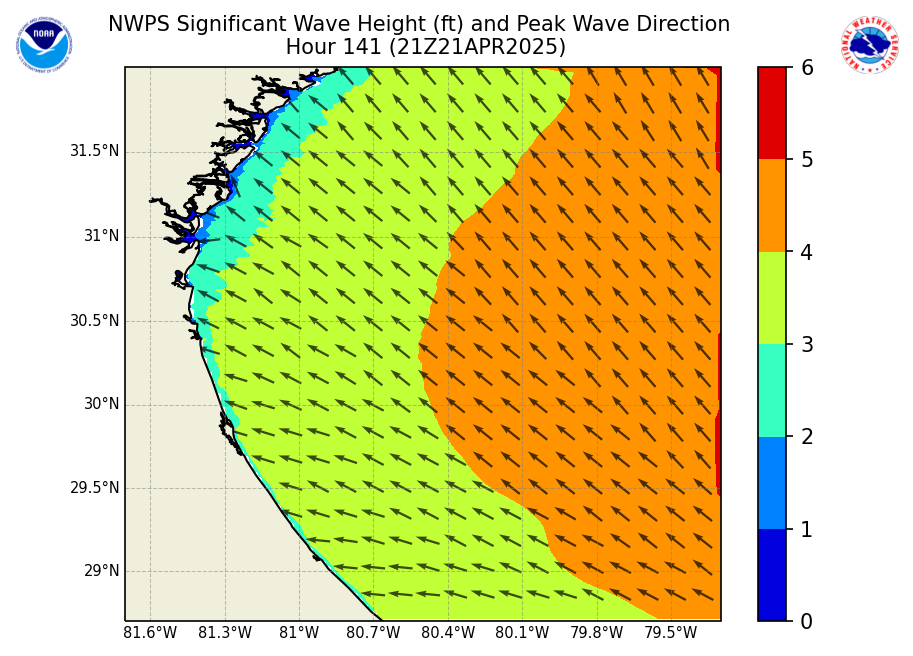 NWPS Significant Wave Height (ft) and Peak Wave Direction
Hour 141 (21Z21APR2025)
NOAA
NATIONAL WEATHER SERVICE
6
5
4
3
2
1
0
31.5°N
31°N
30.5°N
30°N
29.5°N
29°N
81.6°W 81.3°W 81°W 80.7°W 80.4°W 80.1°W 79.8°W 79.5°W